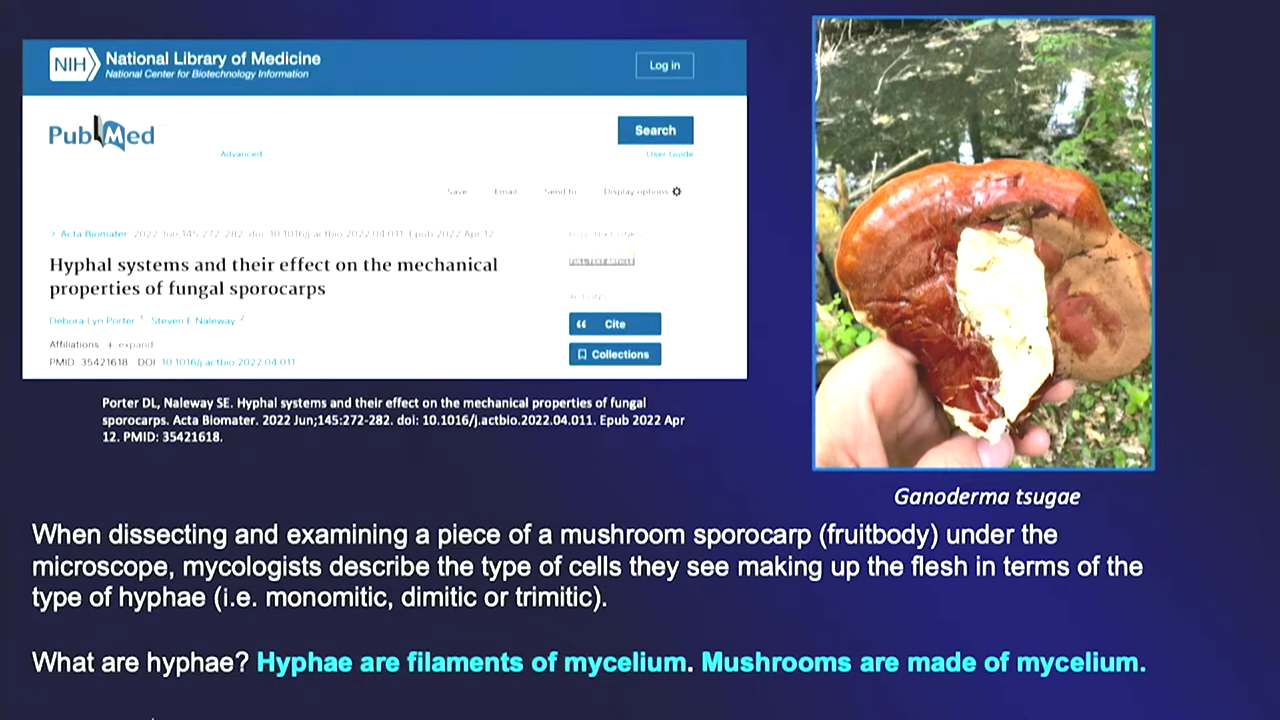 NIH
National Library of Medicine
National Center for Biotechnology Information
Log in
PubMed
Search
Advanced
User Guide
Save Email Send to Display options
> Acta Biomater 2022 Jun;145:272-282. doi: 10.1016/j.actbio.2022.04.011. Epub 2022 Apr 12.
Hyphal systems and their effect on the mechanical
properties of fungal sporocarps
Debora Lyn Porter 1, Steven E Naleway 2
Affiliations + expand
PMID: 35421618 DOI: 10.1016/j.actbio.2022.04.011
FULL TEXT LINKS
FULL TEXT ARTICLE
ACTIONS
Cite
Collections
Porter DL, Naleway SE. Hyphal systems and their effect on the mechanical properties of fungal
sporocarps. Acta Biomater. 2022 Jun;145:272-282. doi: 10.1016/j.actbio.2022.04.011. Epub 2022 Apr
12. PMID: 35421618.
Ganoderma tsugae
When dissecting and examining a piece of a mushroom sporocarp (fruitbody) under the
microscope, mycologists describe the type of cells they see making up the flesh in terms of the
type of hyphae (i.e. monomitic, dimitic or trimitic).
What are hyphae? Hyphae are filaments of mycelium. Mushrooms are made of mycelium.